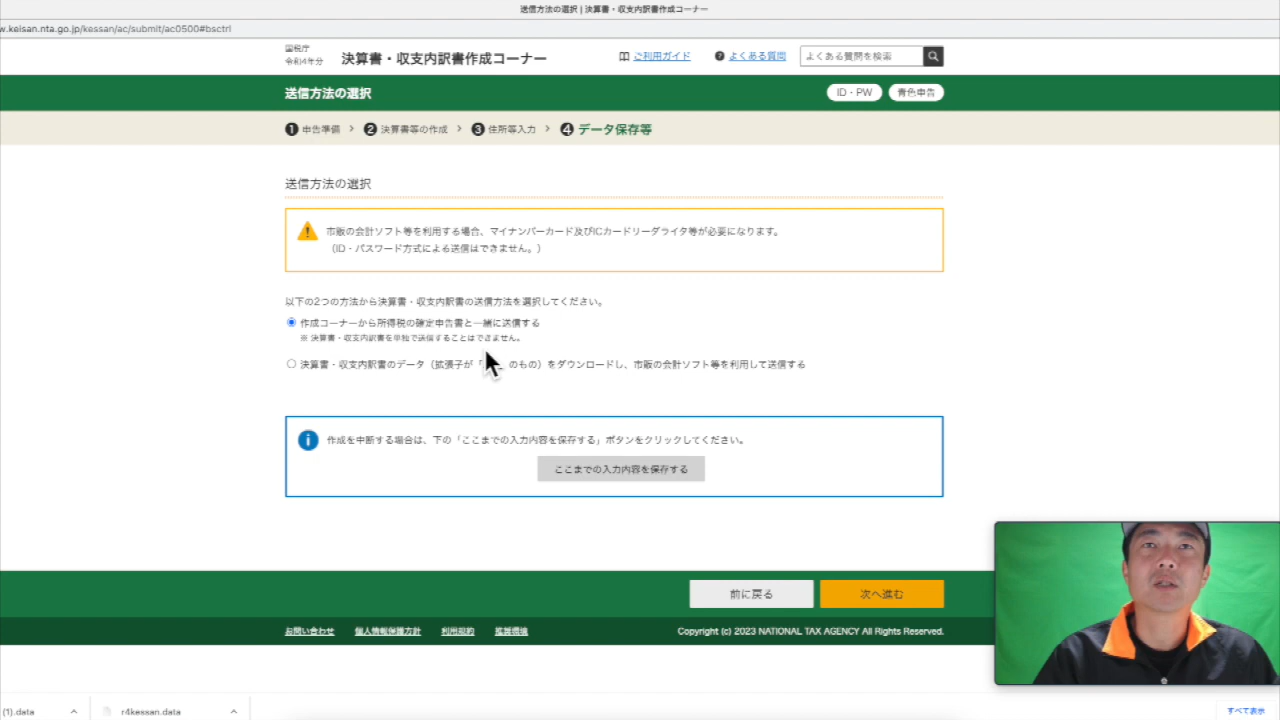 送信方法の選択 | 決算書・収支内訳書作成コーナー
w.keisan.nta.go.jp/kessan/ac/submit/ac0500#bsctrl
国税庁
令和4年分
決算書・収支内訳書作成コーナー
ご利用ガイド
よくある質問
よくある質問を検索
送信方法の選択
ID・PW
青色申告
1 申告準備 > 2 決算書等の作成 > 3 住所等入力 > 4 データ保存等
送信方法の選択
市販の会計ソフト等を利用する場合、マイナンバーカード及びICカードリーダライタ等が必要になります。
（ID・パスワード方式による送信はできません。）
以下の2つの方法から決算書・収支内訳書の送信方法を選択してください。
作成コーナーから所得税の確定申告書と一緒に送信する
※ 決算書・収支内訳書を単独で送信することはできません。
決算書・収支内訳書のデータ（拡張子が「 のもの）をダウンロードし、市販の会計ソフト等を利用して送信する
作成を中断する場合は、下の「ここまでの入力内容を保存する」ボタンをクリックしてください。
ここまでの入力内容を保存する
前に戻る
次へ進む
お問い合わせ
個人情報保護方針
利用規約
推奨環境
Copyright (c) 2023 NATIONAL TAX AGENCY All Rights Reserved.
(1).data
r4kessan.data
すべて表示